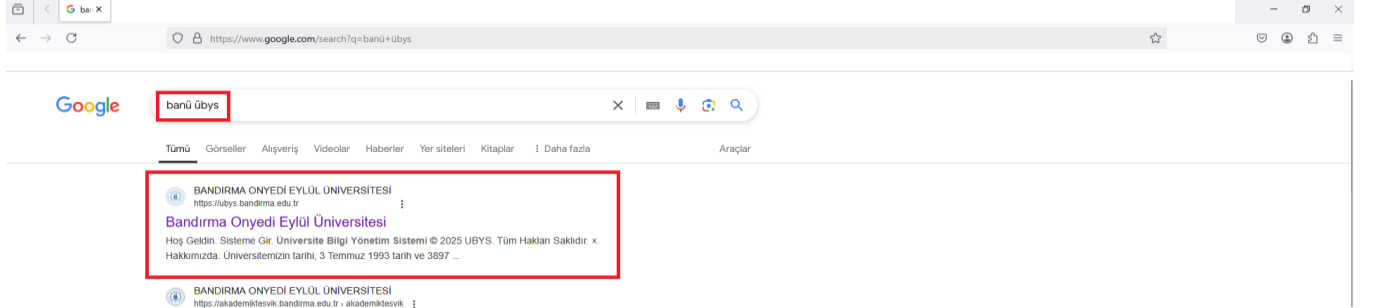 bar
https://www.google.com/search?q=banü+übys
Google
banü übys
Tümü Görseller Alışveriş Videolar Haberler Yer siteleri Kitaplar Daha fazla Araçlar
BANDIRMA ONYEDİ EYLÜL ÜNİVERSİTESİ
https://ubys.bandirma.edu.tr
Bandırma Onyedi Eylül Üniversitesi
Hoş Geldin. Sisteme Gir. Üniversite Bilgi Yönetim Sistemi © 2025 UBYS. Tüm Hakları Saklıdır. ×.
Hakkımızda. Üniversitemizin tarihi, 3 Temmuz 1993 tarih ve 3897 ...
BANDIRMA ONYEDİ EYLÜL ÜNİVERSİTESİ
https://akademiktesvik.bandirma.edu.tr › akademiktesvik